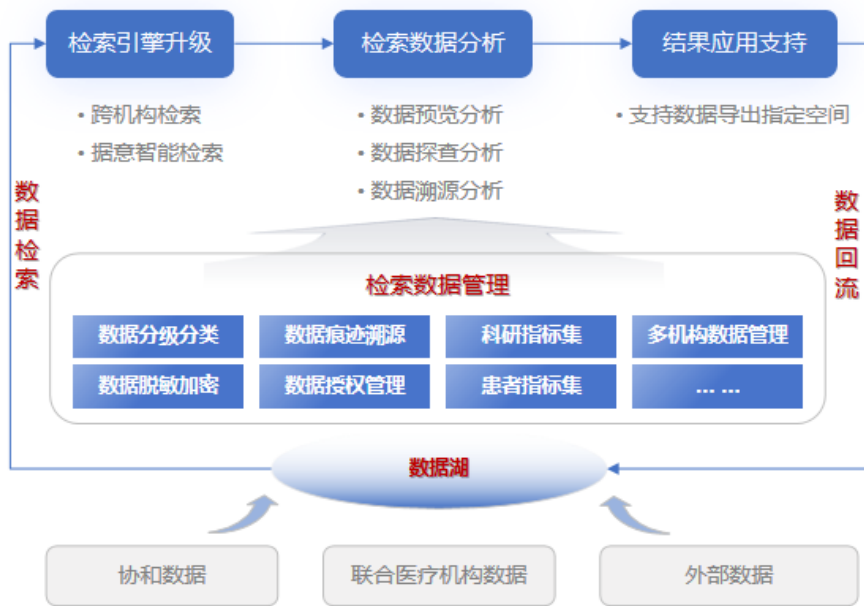 检索引擎升级
检索数据分析
结果应用支持
• 跨机构检索
• 据意智能检索
• 数据预览分析
• 数据探查分析
• 数据溯源分析
• 支持数据导出指定空间
数据检索
数据回流
检索数据管理
数据分级分类
数据痕迹溯源
科研指标集
多机构数据管理
数据脱敏加密
数据授权管理
患者指标集
... ...
数据湖
协和数据
联合医疗机构数据
外部数据